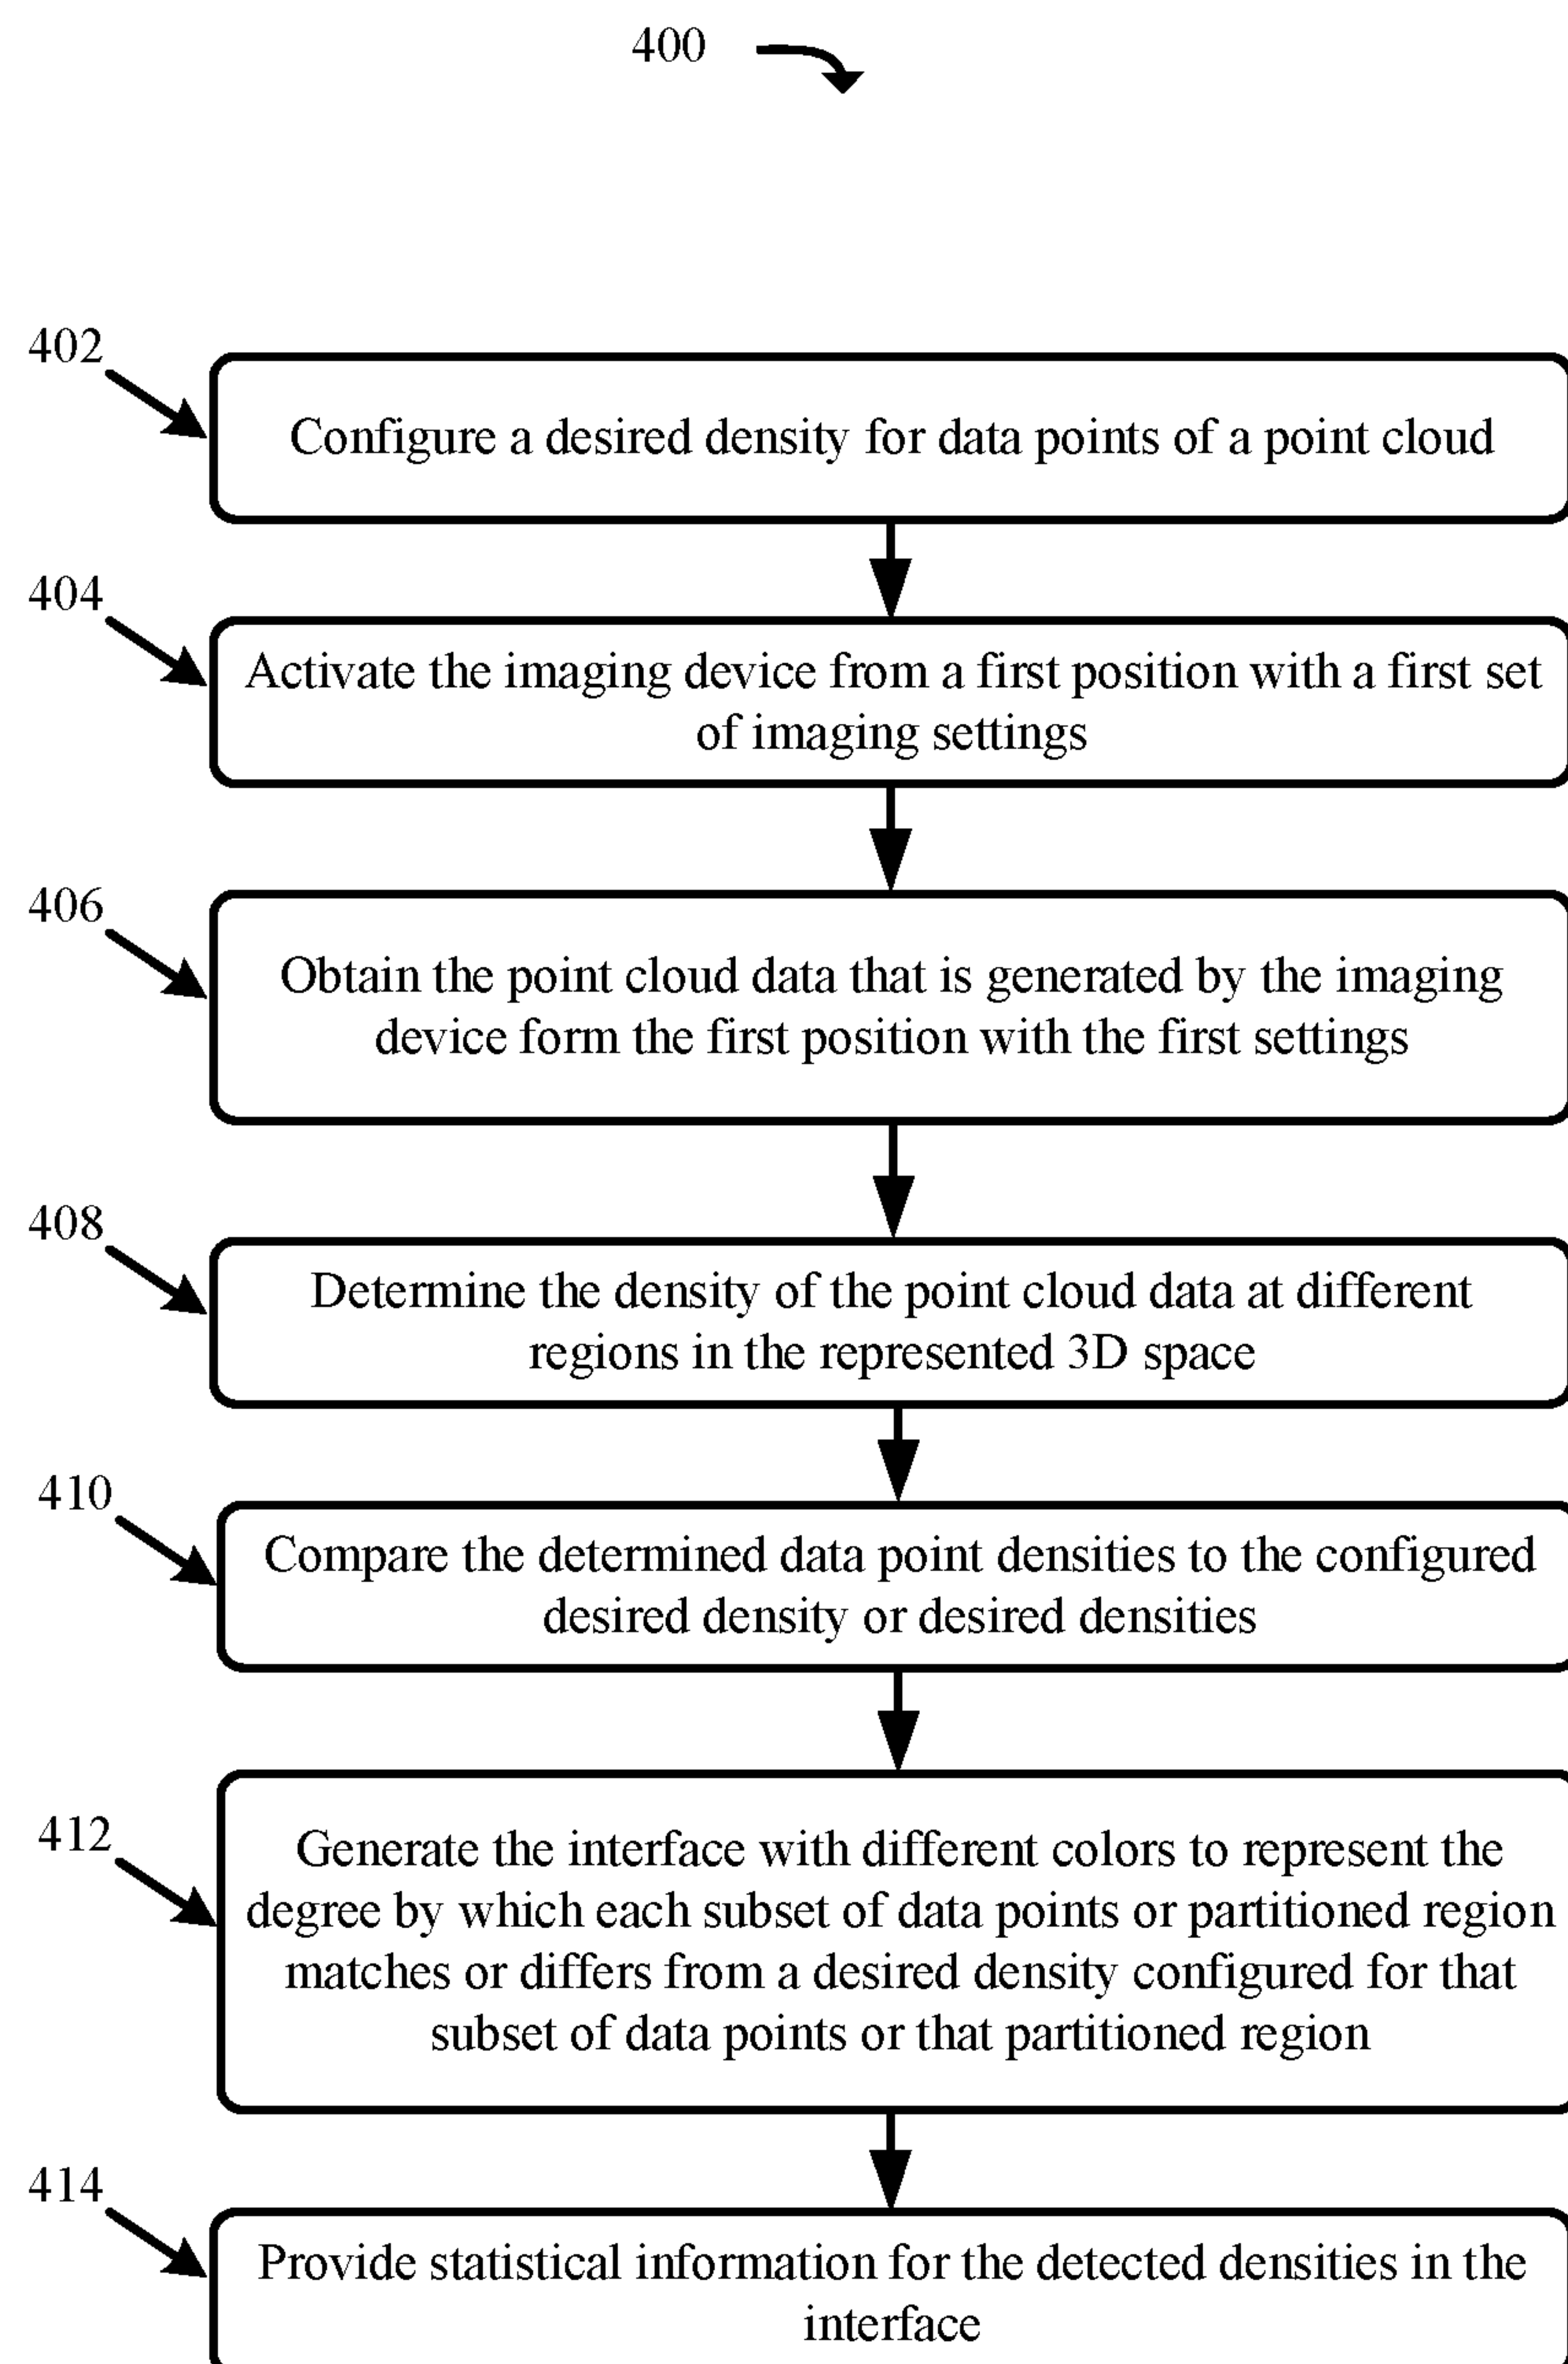 400
402
Configure a desired density for data points of a point cloud
404
Activate the imaging device from a first position with a first set
of imaging settings
406
Obtain the point cloud data that is generated by the imaging
device form the first position with the first settings
408
Determine the density of the point cloud data at different
regions in the represented 3D space
410
Compare the determined data point densities to the configured
desired density or desired densities
412
Generate the interface with different colors to represent the
degree by which each subset of data points or partitioned region
matches or differs from a desired density configured for that
subset of data points or that partitioned region
414
Provide statistical information for the detected densities in the
interface